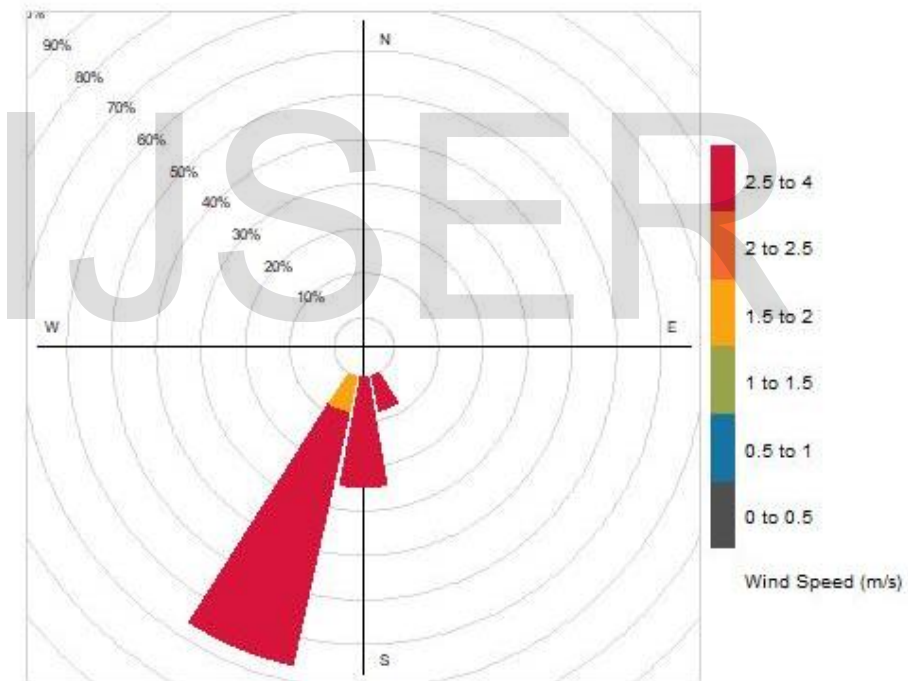 90%
N
80%
70%
60%
50%
40%
30%
20%
10%
IJSER
W
E
S
2.5 to 4
2 to 2.5
1.5 to 2
1 to 1.5
0.5 to 1
0 to 0.5
Wind Speed (m/s)